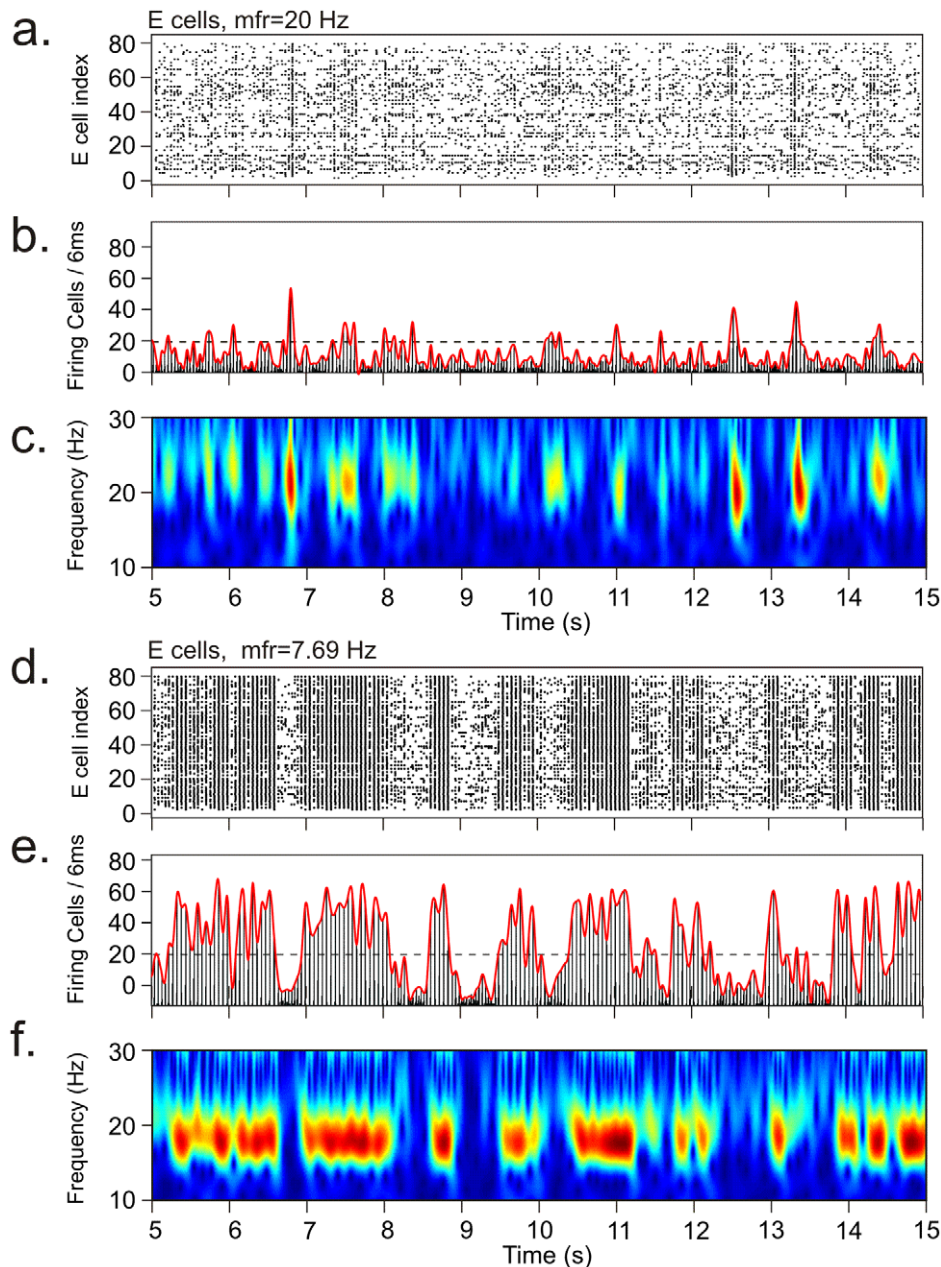 a.
E cells, mfr=20 Hz
E cell index
80
60
40
20
0
b.
Firing Cells / 6ms
80
60
40
20
0
c.
Frequency (Hz)
30
20
10
5 6 7 8 9 10 11 12 13 14 15
Time (s)
d.
E cells, mfr=7.69 Hz
E cell index
80
60
40
20
0
e.
Firing Cells / 6ms
80
60
40
20
0
f.
Frequency (Hz)
30
20
10
5 6 7 8 9 10 11 12 13 14 15
Time (s)